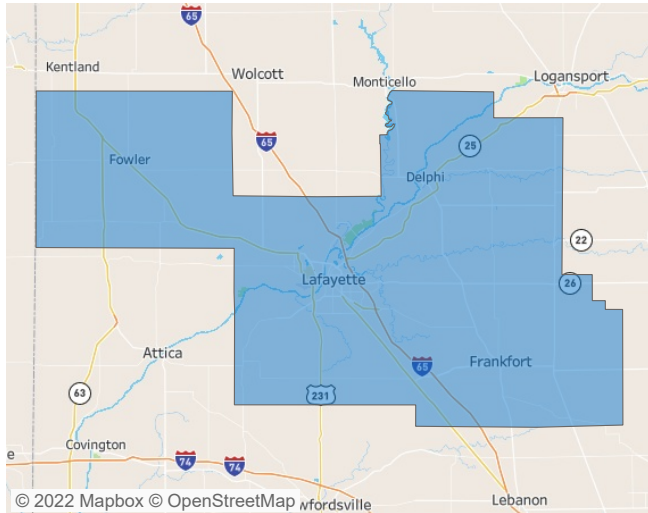 65
Kentland
Wolcott
Monticello
Logansport
65
25
Fowler
Delphi
22
26
Lafayette
Attica
65
Frankfort
63
231
Covington
e
74
74
© 2022 Mapbox © OpenStreetMap
wfordsville
Lebanon